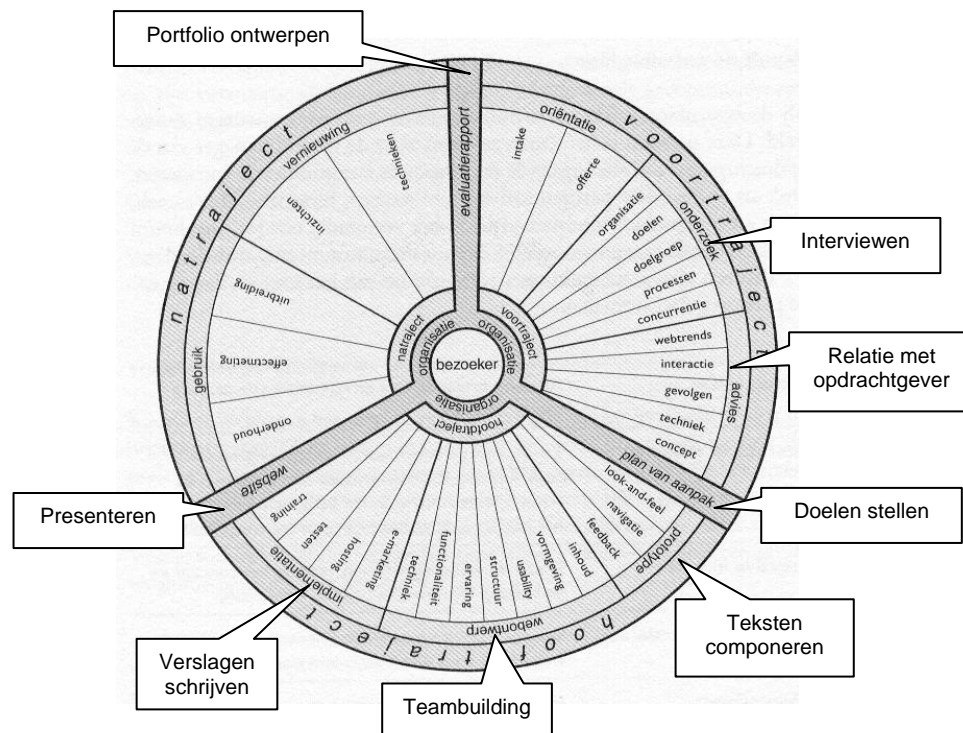 Portfolio ontwerpen
evaluatierapport
voortraject
oriëntatie
intake
offerte
onderzoek
organisatie
doelen
doelgroep
processen
concurrentie
Interviewen
advies
webtrends
interactie
gevolgen
techniek
concept
Relatie met
opdrachtgever
plan van aanpak
Doelen stellen
hoofdtraject
prototype
look-and-feel
navigatie
feedback
Teksten
componeren
webontwerp
inhoud
vormgeving
usability
structuur
ervaring
functionaliteit
techniek
Teambuilding
implementatie
e-marketing
hosting
testen
training
Verslagen
schrijven
website
Presenteren
natraject
gebruik
onderhoud
effectmeting
uitbreiding
vernieuwing
inzichten
technieken
natraject
voortraject
hoofdtraject
organisatie
organisatie
organisatie
bezoeker